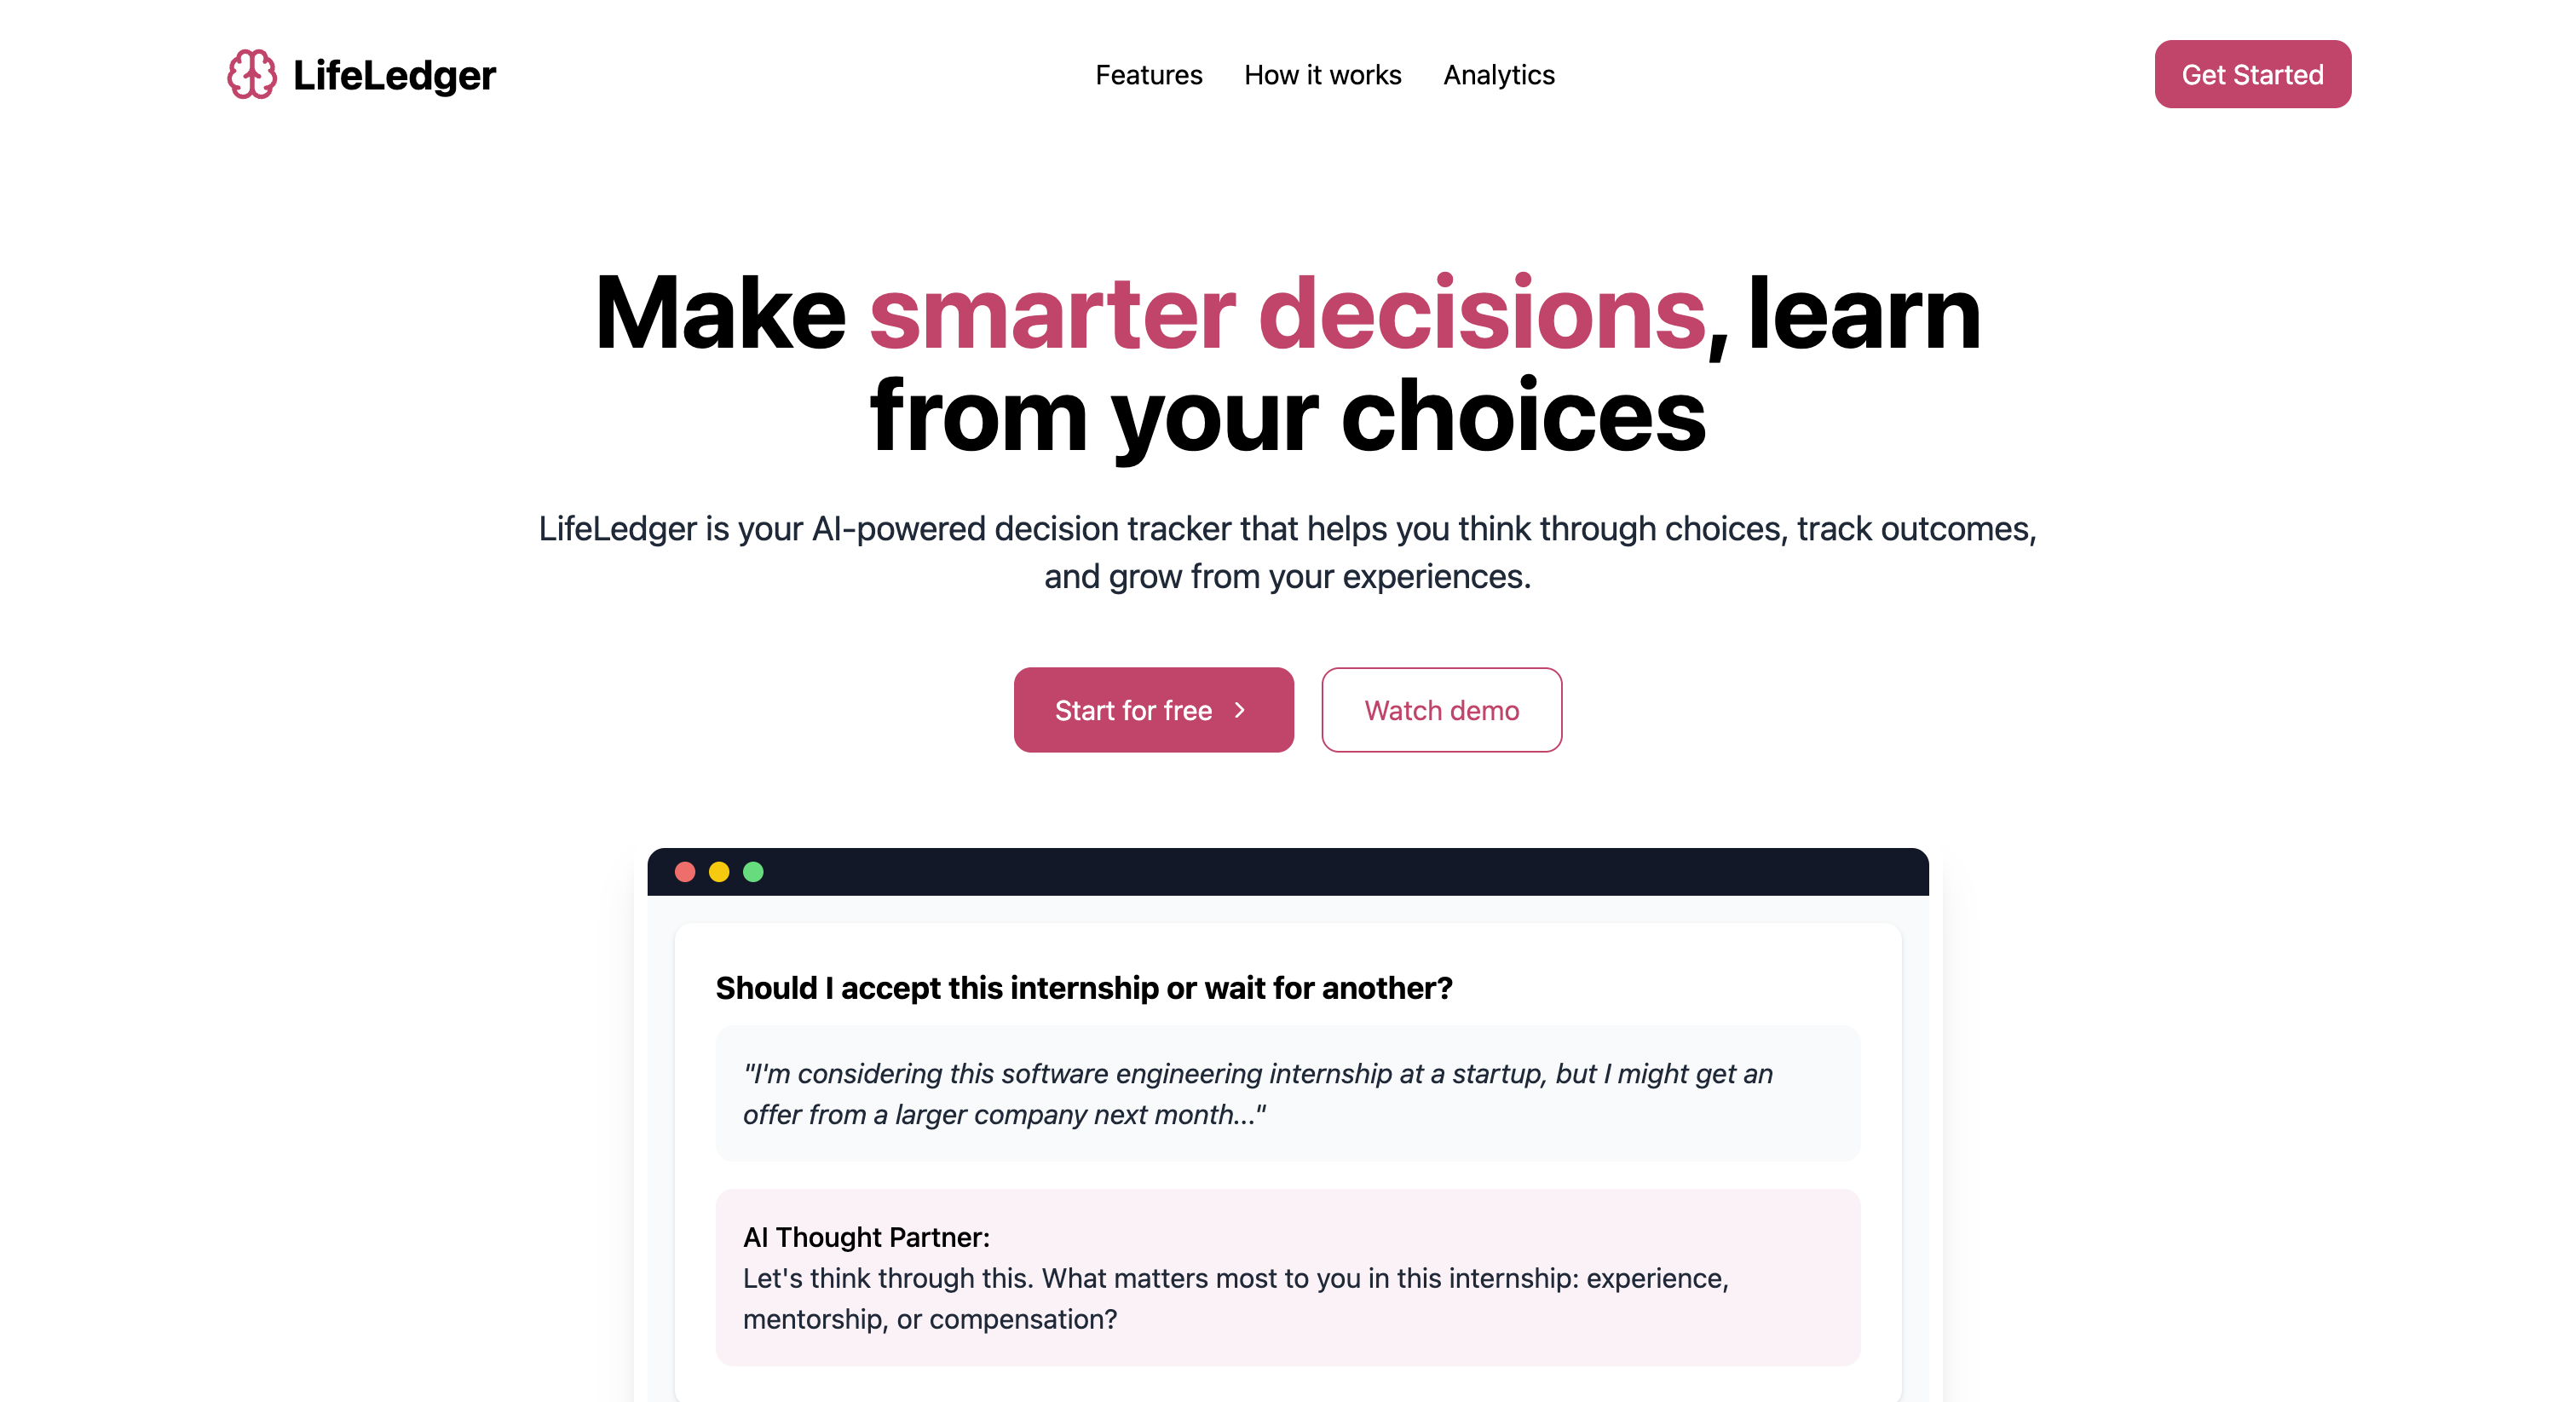 LifeLedger
Features
How it works
Analytics
Get Started
Make smarter decisions, learn
from your choices
LifeLedger is your AI-powered decision tracker that helps you think through choices, track outcomes,
and grow from your experiences.
Start for free
Watch demo
Should I accept this internship or wait for another?
"I'm considering this software engineering internship at a startup, but I might get an
offer from a larger company next month..."
AI Thought Partner:
Let's think through this. What matters most to you in this internship: experience,
mentorship, or compensation?